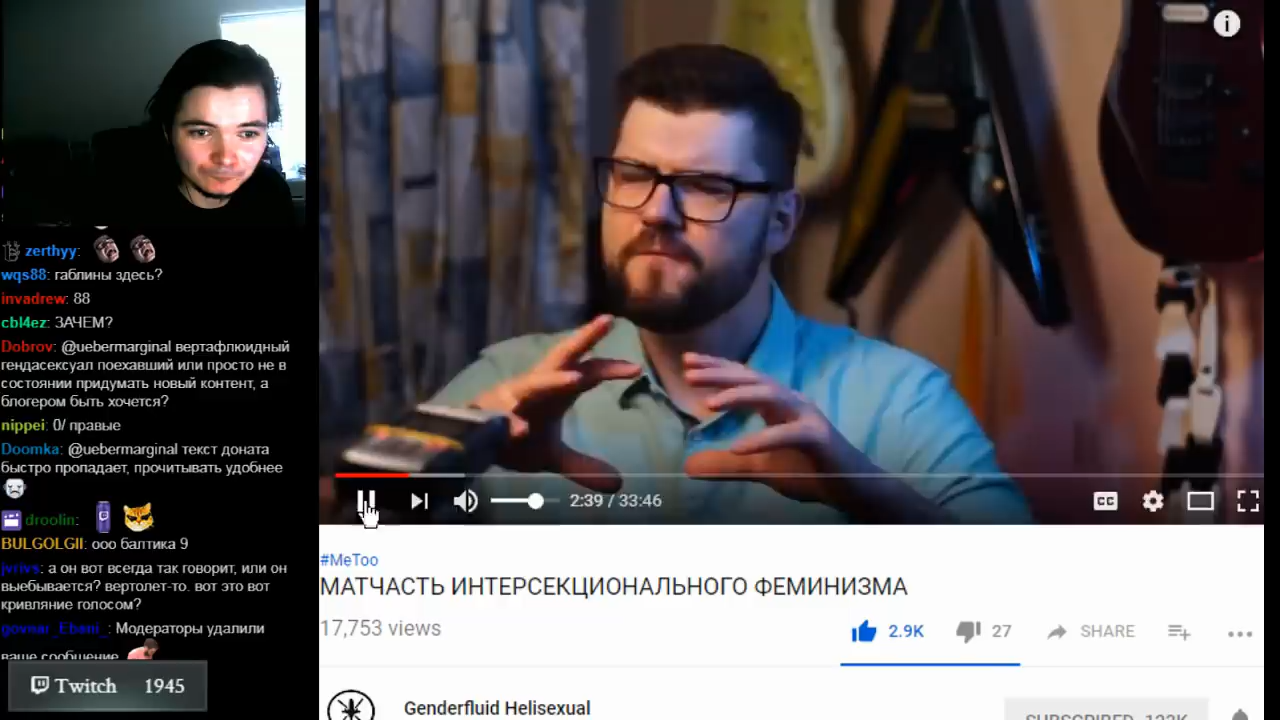 zerthyy:
wqs88: габлины здесь?
invadrew: 88
cbl4ez: ЗАЧЕМ?
Dobrov: @uebermarginal вертафлюидный
гендасексуал поехавший или просто не в
состоянии придумать новый контент, а
блогером быть хочется?
nippei: 0/ правые
Doomka: @uebermarginal текст доната
быстро пропадает, прочитывать удобнее
droolin:
BULGOLGII: ооо балтика 9
jvrivs: а он вот всегда так говорит, или он
выебывается? вертолет-то. вот это вот
кривляние голосом?
govnar_Ebani_: Модераторы удалили
ваше сообщение
Twitch 1945
2:39 / 33:46
CC
#MeToo
МАТЧАСТЬ ИНТЕРСЕКЦИОНАЛЬНОГО ФЕМИНИЗМА
17,753 views
2.9K 27 SHARE
Genderfluid Helisexual
SUBSCRIBED